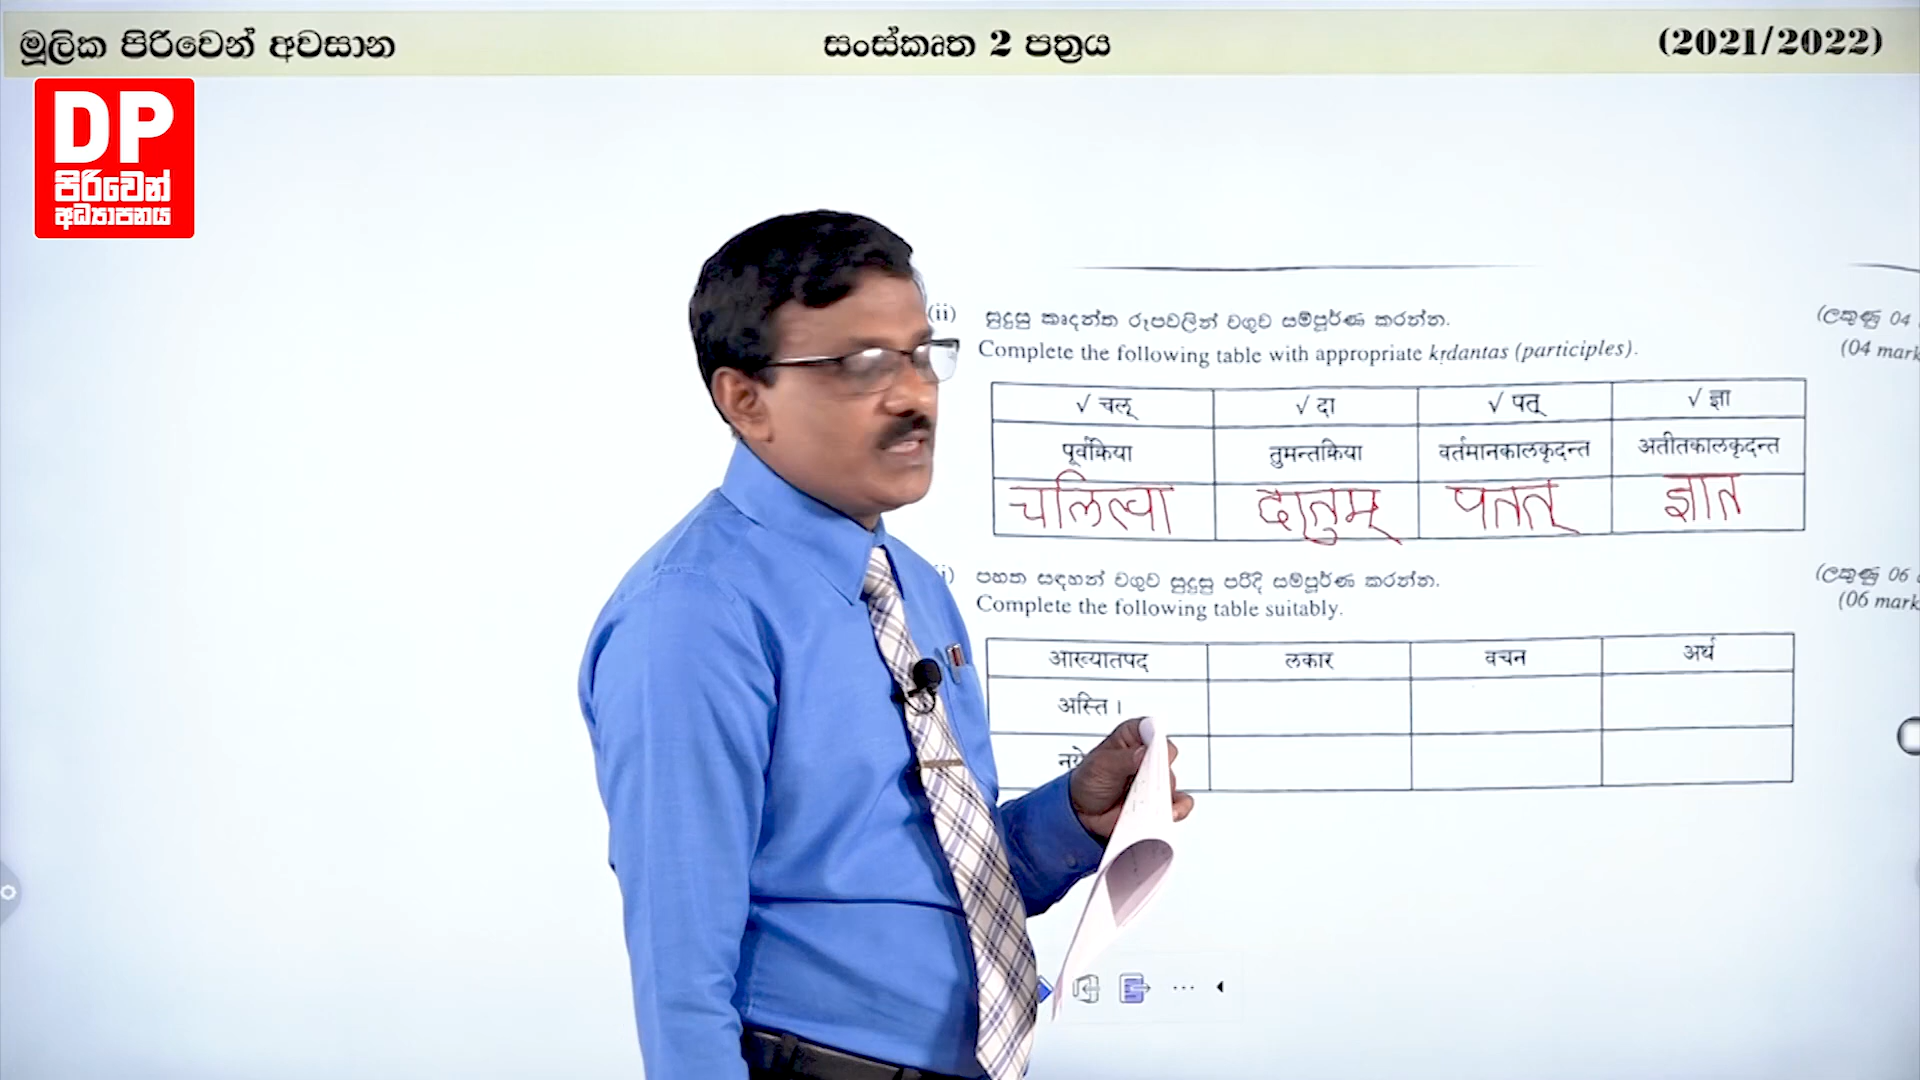 මූලික පිරිවෙන් අවසාන
සංස්කෘත 2 පත්‍රය
(2021/2022)
DP
පිරිවෙන්
අධ්‍යාපනය
(ii) සුදුසු කෘදන්ත රූපවලින් වගුව සම්පූර්ණ කරන්න. (ලකුණු 04
Complete the following table with appropriate kṛdantas (participles). (04 mark
√ चल् √ दा √ पत् √ ज्ञा
पूर्वक्रिया तुमन्तक्रिया वर्तमानकालकृदन्त अतीतकालकृदन्त
चलित्वा दातुम् पतत् ज्ञात
i) පහත සඳහන් වගුව සුදුසු පරිදි සම්පූර්ණ කරන්න. (ලකුණු 06
Complete the following table suitably. (06 mark
आख्यातपद लकार वचन अर्थ
अस्ति ।